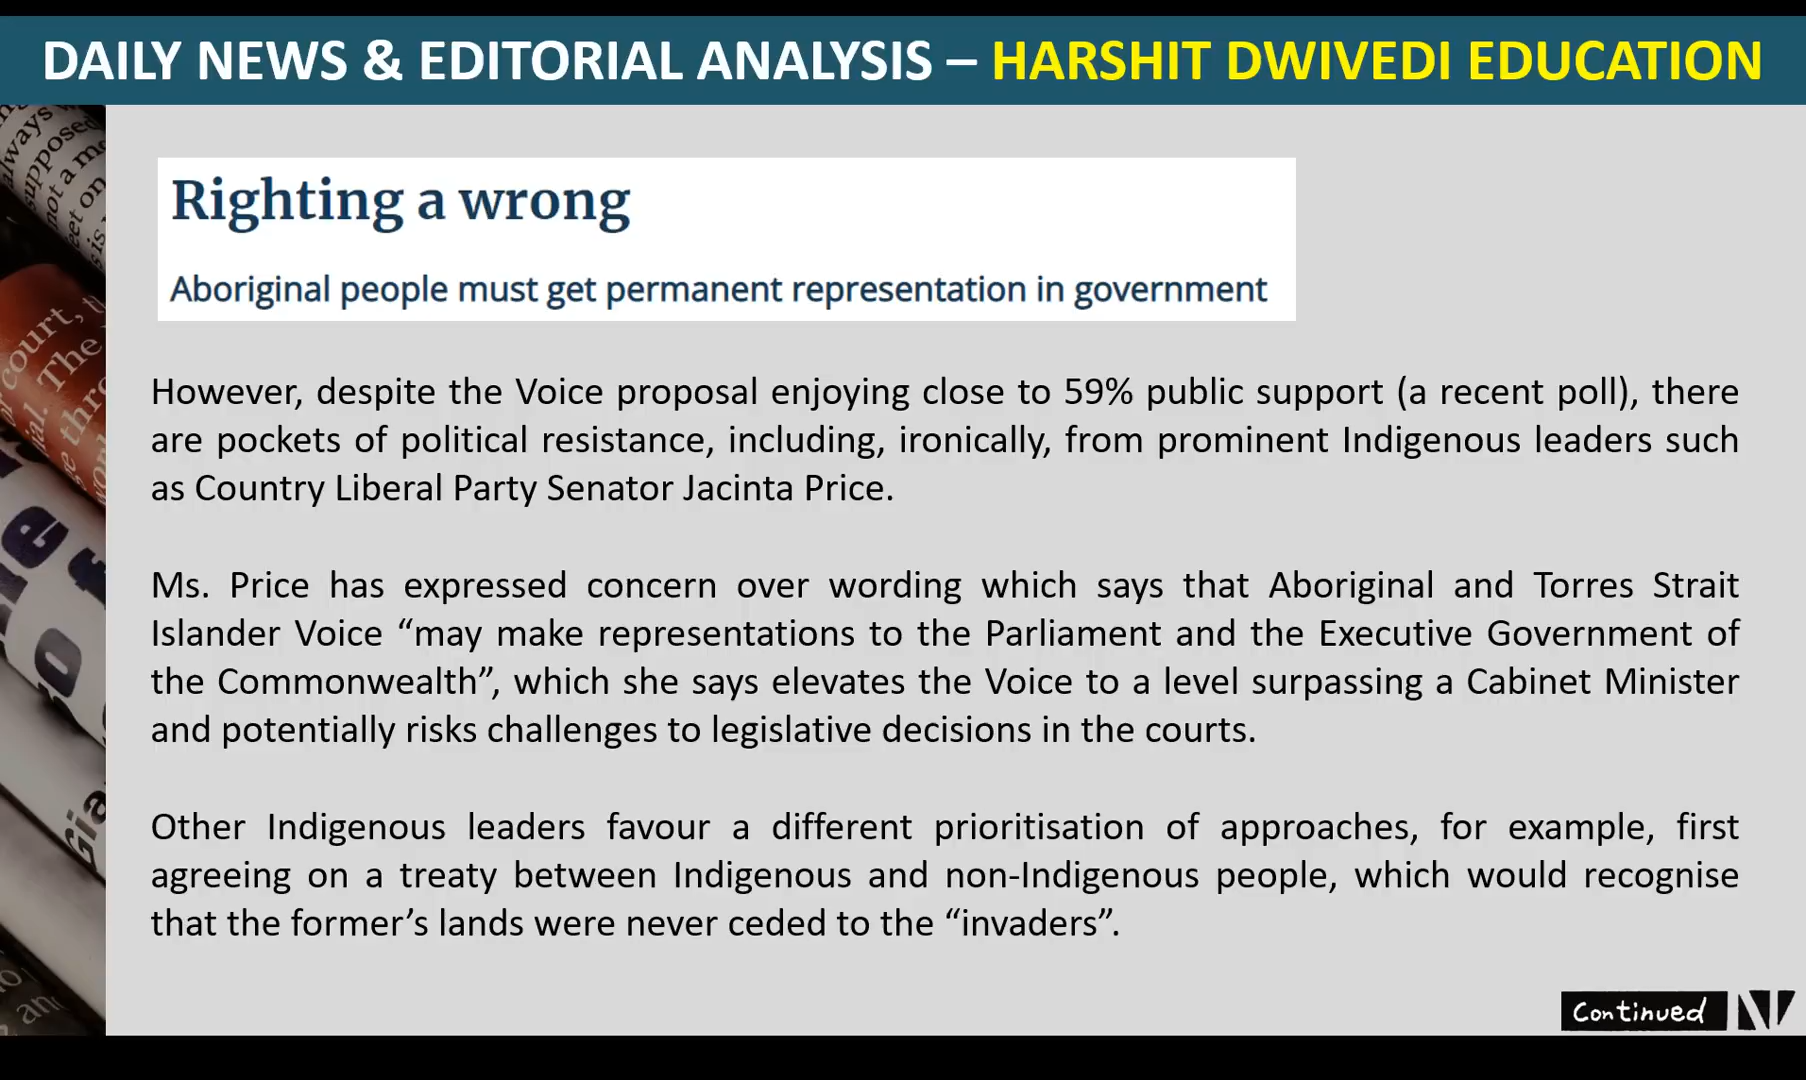 DAILY NEWS & EDITORIAL ANALYSIS – HARSHIT DWIVEDI EDUCATION
Righting a wrong
Aboriginal people must get permanent representation in government
However, despite the Voice proposal enjoying close to 59% public support (a recent poll), there
are pockets of political resistance, including, ironically, from prominent Indigenous leaders such
as Country Liberal Party Senator Jacinta Price.
Ms. Price has expressed concern over wording which says that Aboriginal and Torres Strait
Islander Voice “may make representations to the Parliament and the Executive Government of
the Commonwealth”, which she says elevates the Voice to a level surpassing a Cabinet Minister
and potentially risks challenges to legislative decisions in the courts.
Other Indigenous leaders favour a different prioritisation of approaches, for example, first
agreeing on a treaty between Indigenous and non-Indigenous people, which would recognise
that the former’s lands were never ceded to the “invaders”.
Continued